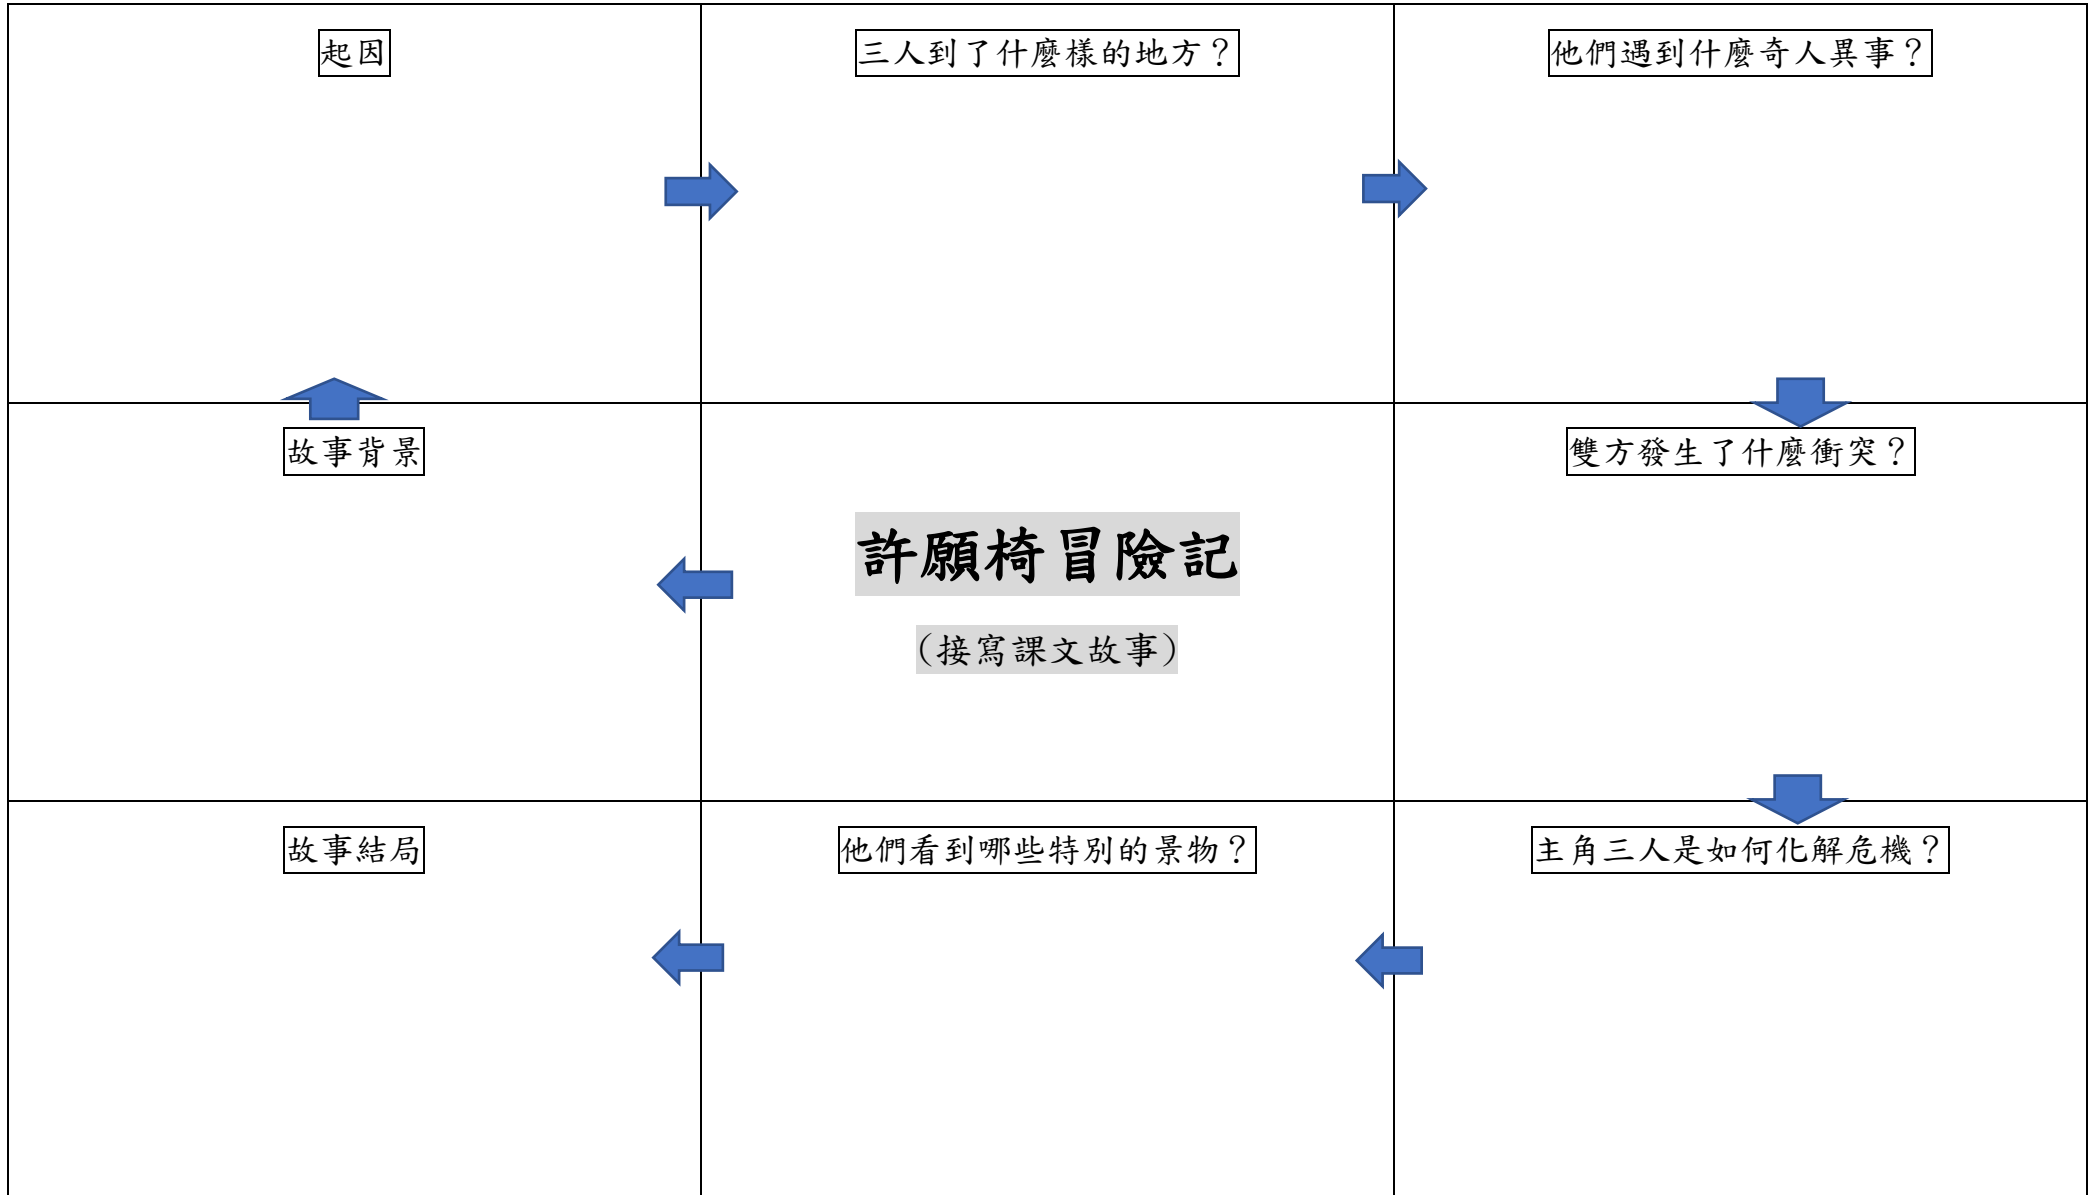 起因
三人到了什麼樣的地方？
他們遇到什麼奇人異事？
故事背景
許願椅冒險記
（接寫課文故事）
雙方發生了什麼衝突？
故事結局
他們看到哪些特別的景物？
主角三人是如何化解危機？